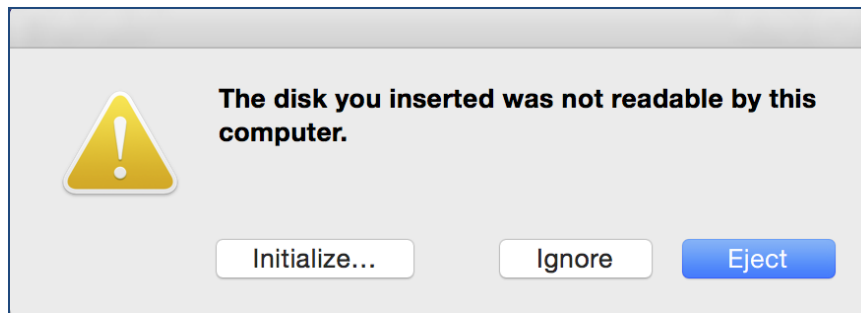 The disk you inserted was not readable by this
computer.
Initialize... Ignore Eject